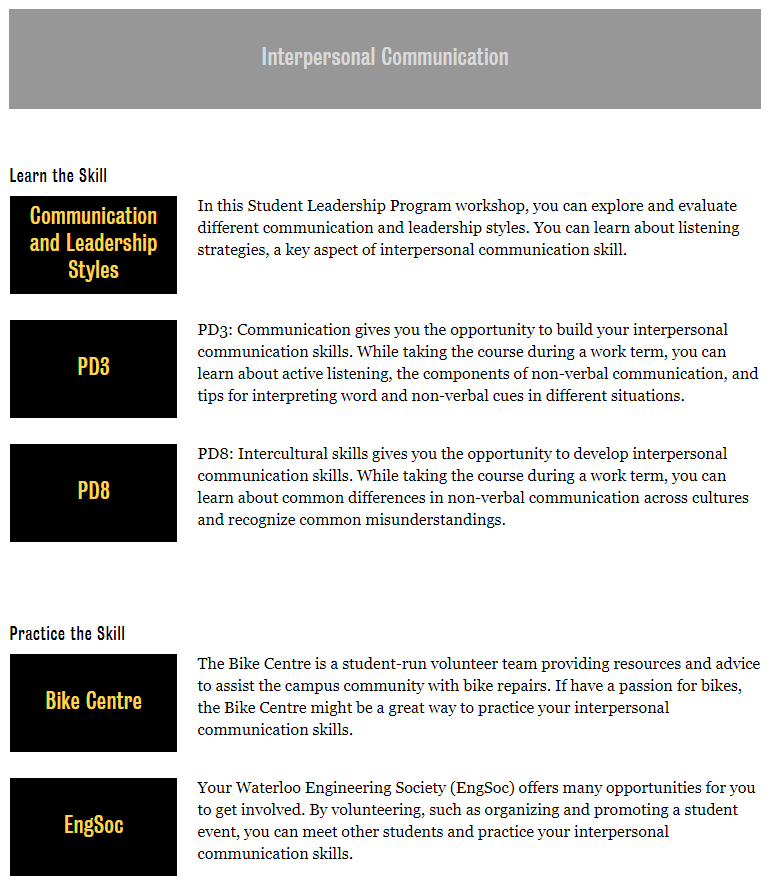 Interpersonal Communication
Learn the Skill
Communication
and Leadership
Styles
In this Student Leadership Program workshop, you can explore and evaluate
different communication and leadership styles. You can learn about listening
strategies, a key aspect of interpersonal communication skill.
PD3
PD3: Communication gives you the opportunity to build your interpersonal
communication skills. While taking the course during a work term, you can
learn about active listening, the components of non-verbal communication, and
tips for interpreting word and non-verbal cues in different situations.
PD8
PD8: Intercultural skills gives you the opportunity to develop interpersonal
communication skills. While taking the course during a work term, you can
learn about common differences in non-verbal communication across cultures
and recognize common misunderstandings.
Practice the Skill
Bike Centre
The Bike Centre is a student-run volunteer team providing resources and advice
to assist the campus community with bike repairs. If have a passion for bikes,
the Bike Centre might be a great way to practice your interpersonal
communication skills.
EngSoc
Your Waterloo Engineering Society (EngSoc) offers many opportunities for you
to get involved. By volunteering, such as organizing and promoting a student
event, you can meet other students and practice your interpersonal
communication skills.